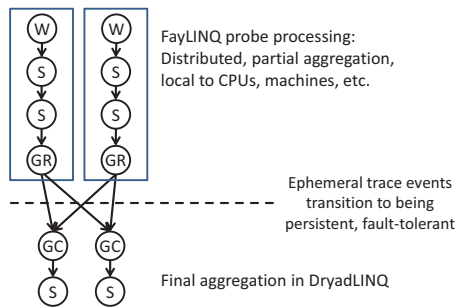 W W
FayLINQ probe processing:
S S
Distributed, partial aggregation,
local to CPUs, machines, etc.
S S
GR GR
Ephemeral trace events
transition to being
persistent, fault-tolerant
GC GC
S S
Final aggregation in DryadLINQ